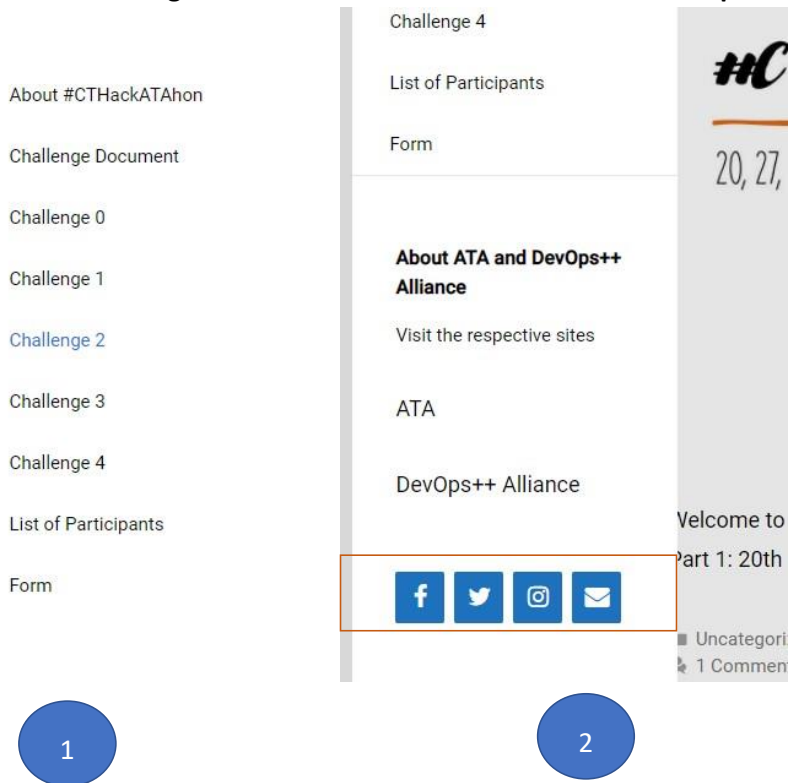 About #CTHackATAhon
Challenge Document
Challenge 0
Challenge 1
Challenge 2
Challenge 3
Challenge 4
List of Participants
Form
1
Challenge 4
List of Participants
Form
About ATA and DevOps++
Alliance
Visit the respective sites
ATA
DevOps++ Alliance
2
#C
20, 27,
Welcome to
Part 1: 20th
Uncategori
1 Comment